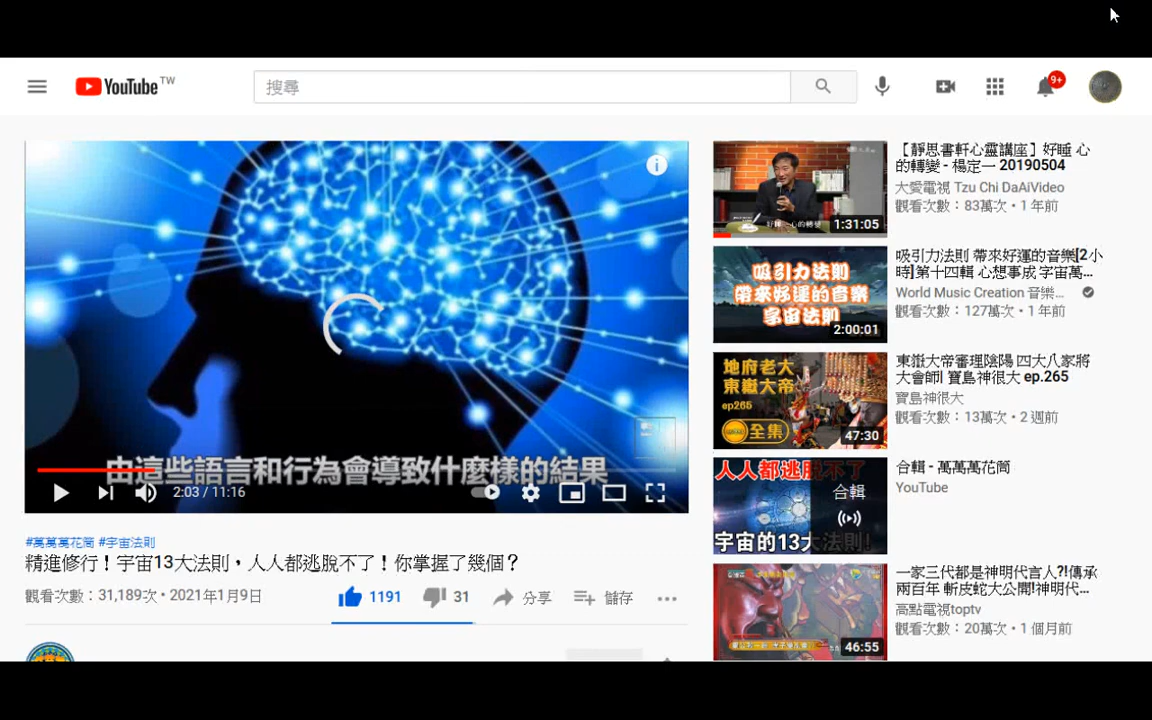 YouTube TW
搜尋
9+
由這些語言和行為會導致什麼樣的結果
2:03 / 11:16
#萬萬萬花筒 #宇宙法則
精進修行！宇宙13大法則，人人都逃脫不了！你掌握了幾個？
觀看次數：31,189次 • 2021年1月9日
1191
31
分享
儲存
1:31:05
【靜思書軒心靈講座】好睡 心
的轉變 - 楊定一 20190504
大愛電視 Tzu Chi DaAiVideo
觀看次數：83萬次 • 1 年前
吸引力法則
帶來好運的音樂
宇宙法則
2:00:01
吸引力法則 帶來好運的音樂[2小
時]第十四輯 心想事成 宇宙萬...
World Music Creation 音樂...
觀看次數：127萬次 • 1 年前
地府老大
東嶽大帝
ep265
全集
47:30
東嶽大帝審理陰陽 四大八家將
大會師| 寶島神很大 ep.265
寶島神很大
觀看次數：13萬次 • 2 週前
人人都逃脫不了
合輯
宇宙的13大法則!
合輯 - 萬萬萬花筒
YouTube
46:55
一家三代都是神明代言人?!傳承
兩百年 斬皮蛇大公開!神明代...
高點電視toptv
觀看次數：20萬次 • 1 個月前